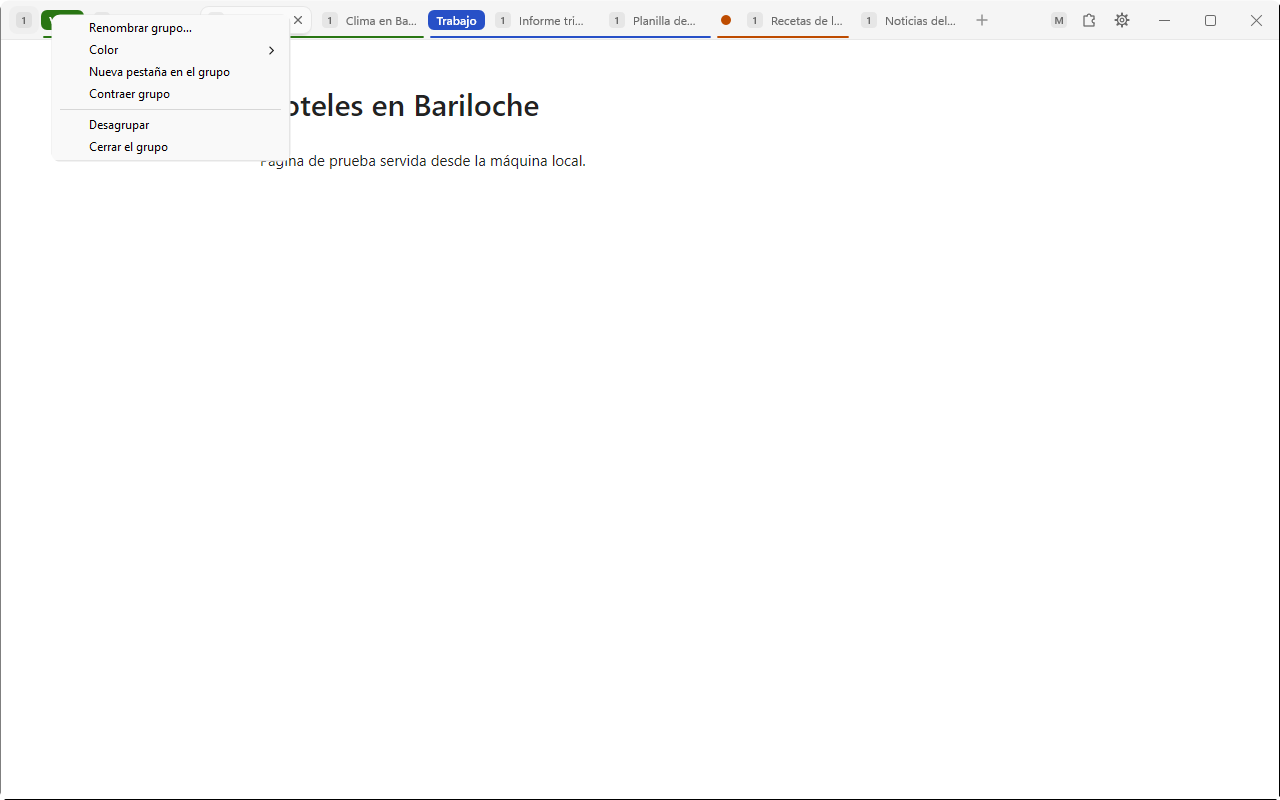 1
1 Clima en Ba...
Trabajo
1 Informe tri...
1 Planilla de...
1 Recetas de l...
1 Noticias del...
M
Renombrar grupo...
Color
Nueva pestaña en el grupo
Contraer grupo
Desagrupar
Cerrar el grupo
oteles en Bariloche
Página de prueba servida desde la máquina local.